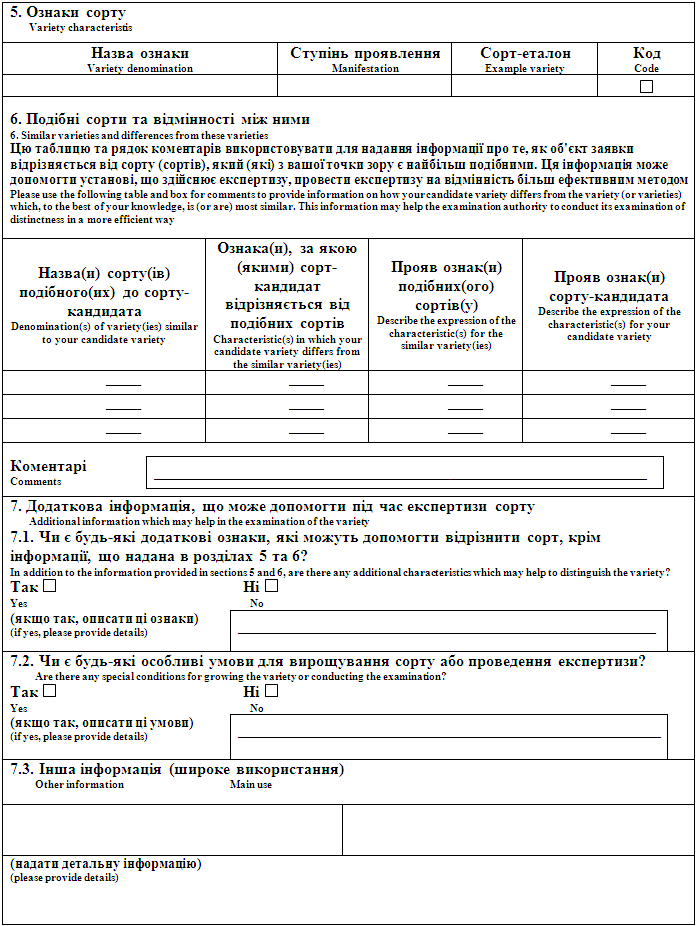 5. Ознаки сорту
Variety characteristis
Назва ознаки
Variety denomination
Ступінь проявлення
Manifestation
Сорт-еталон
Example variety
Код
Code
6. Подібні сорти та відмінності між ними
6. Similar varieties and differences from these varieties
Цю таблицю та рядок коментарів використовувати для надання інформації про те, як об'єкт заявки
відрізняється від сорту (сортів), який (які) з вашої точки зору є найбільш подібними. Ця інформація може
допомогти установі, що здійснює експертизу, провести експертизу на відмінність більш ефективним методом
Please use the following table and box for comments to provide information on how your candidate variety differs from the variety (or varieties)
which, to the best of your knowledge, is (or are) most similar. This information may help the examination authority to conduct its examination of
distinctness in a more efficient way
Назва(и) сорту(ів)
подібного(их) до сорту-
кандидата
Denomination(s) of variety(ies) similar
to your candidate variety
Ознака(и), за якою
(якими) сорт-
кандидат
відрізняється від
подібних сортів
Characteristic(s) in which your
candidate variety differs from
the similar variety(ies)
Прояв ознак(и)
подібних(ого)
сортів(у)
Describe the expression of the
characteristic(s) for the
similar variety(ies)
Прояв ознак(и)
сорту-кандидата
Describe the expression of the
characteristic(s) for your
candidate variety
_____ _____ _____ _____
_____ _____ _____ _____
_____ _____ _____ _____
Коментарі
Comments
7. Додаткова інформація, що може допомогти під час експертизи сорту
Additional information which may help in the examination of the variety
7.1. Чи є будь-які додаткові ознаки, які можуть допомогти відрізнити сорт, крім
інформації, що надана в розділах 5 та 6?
In addition to the information provided in sections 5 and 6, are there any additional characteristics which may help to distinguish the variety?
Так □ Ні □
Yes No
(якщо так, описати ці ознаки)
(if yes, please provide details)
7.2. Чи є будь-які особливі умови для вирощування сорту або проведення експертизи?
Are there any special conditions for growing the variety or conducting the examination?
Так □ Ні □
Yes No
(якщо так, описати ці умови)
(if yes, please provide details)
7.3. Інша інформація (широке використання)
Other information Main use
(надати детальну інформацію)
(please provide details)